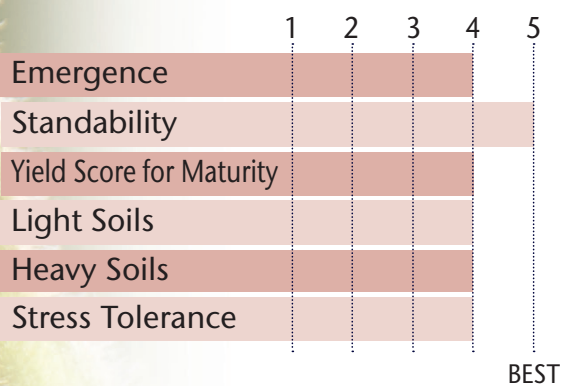 1 2 3 4 5
Emergence
Standability
Yield Score for Maturity
Light Soils
Heavy Soils
Stress Tolerance
BEST